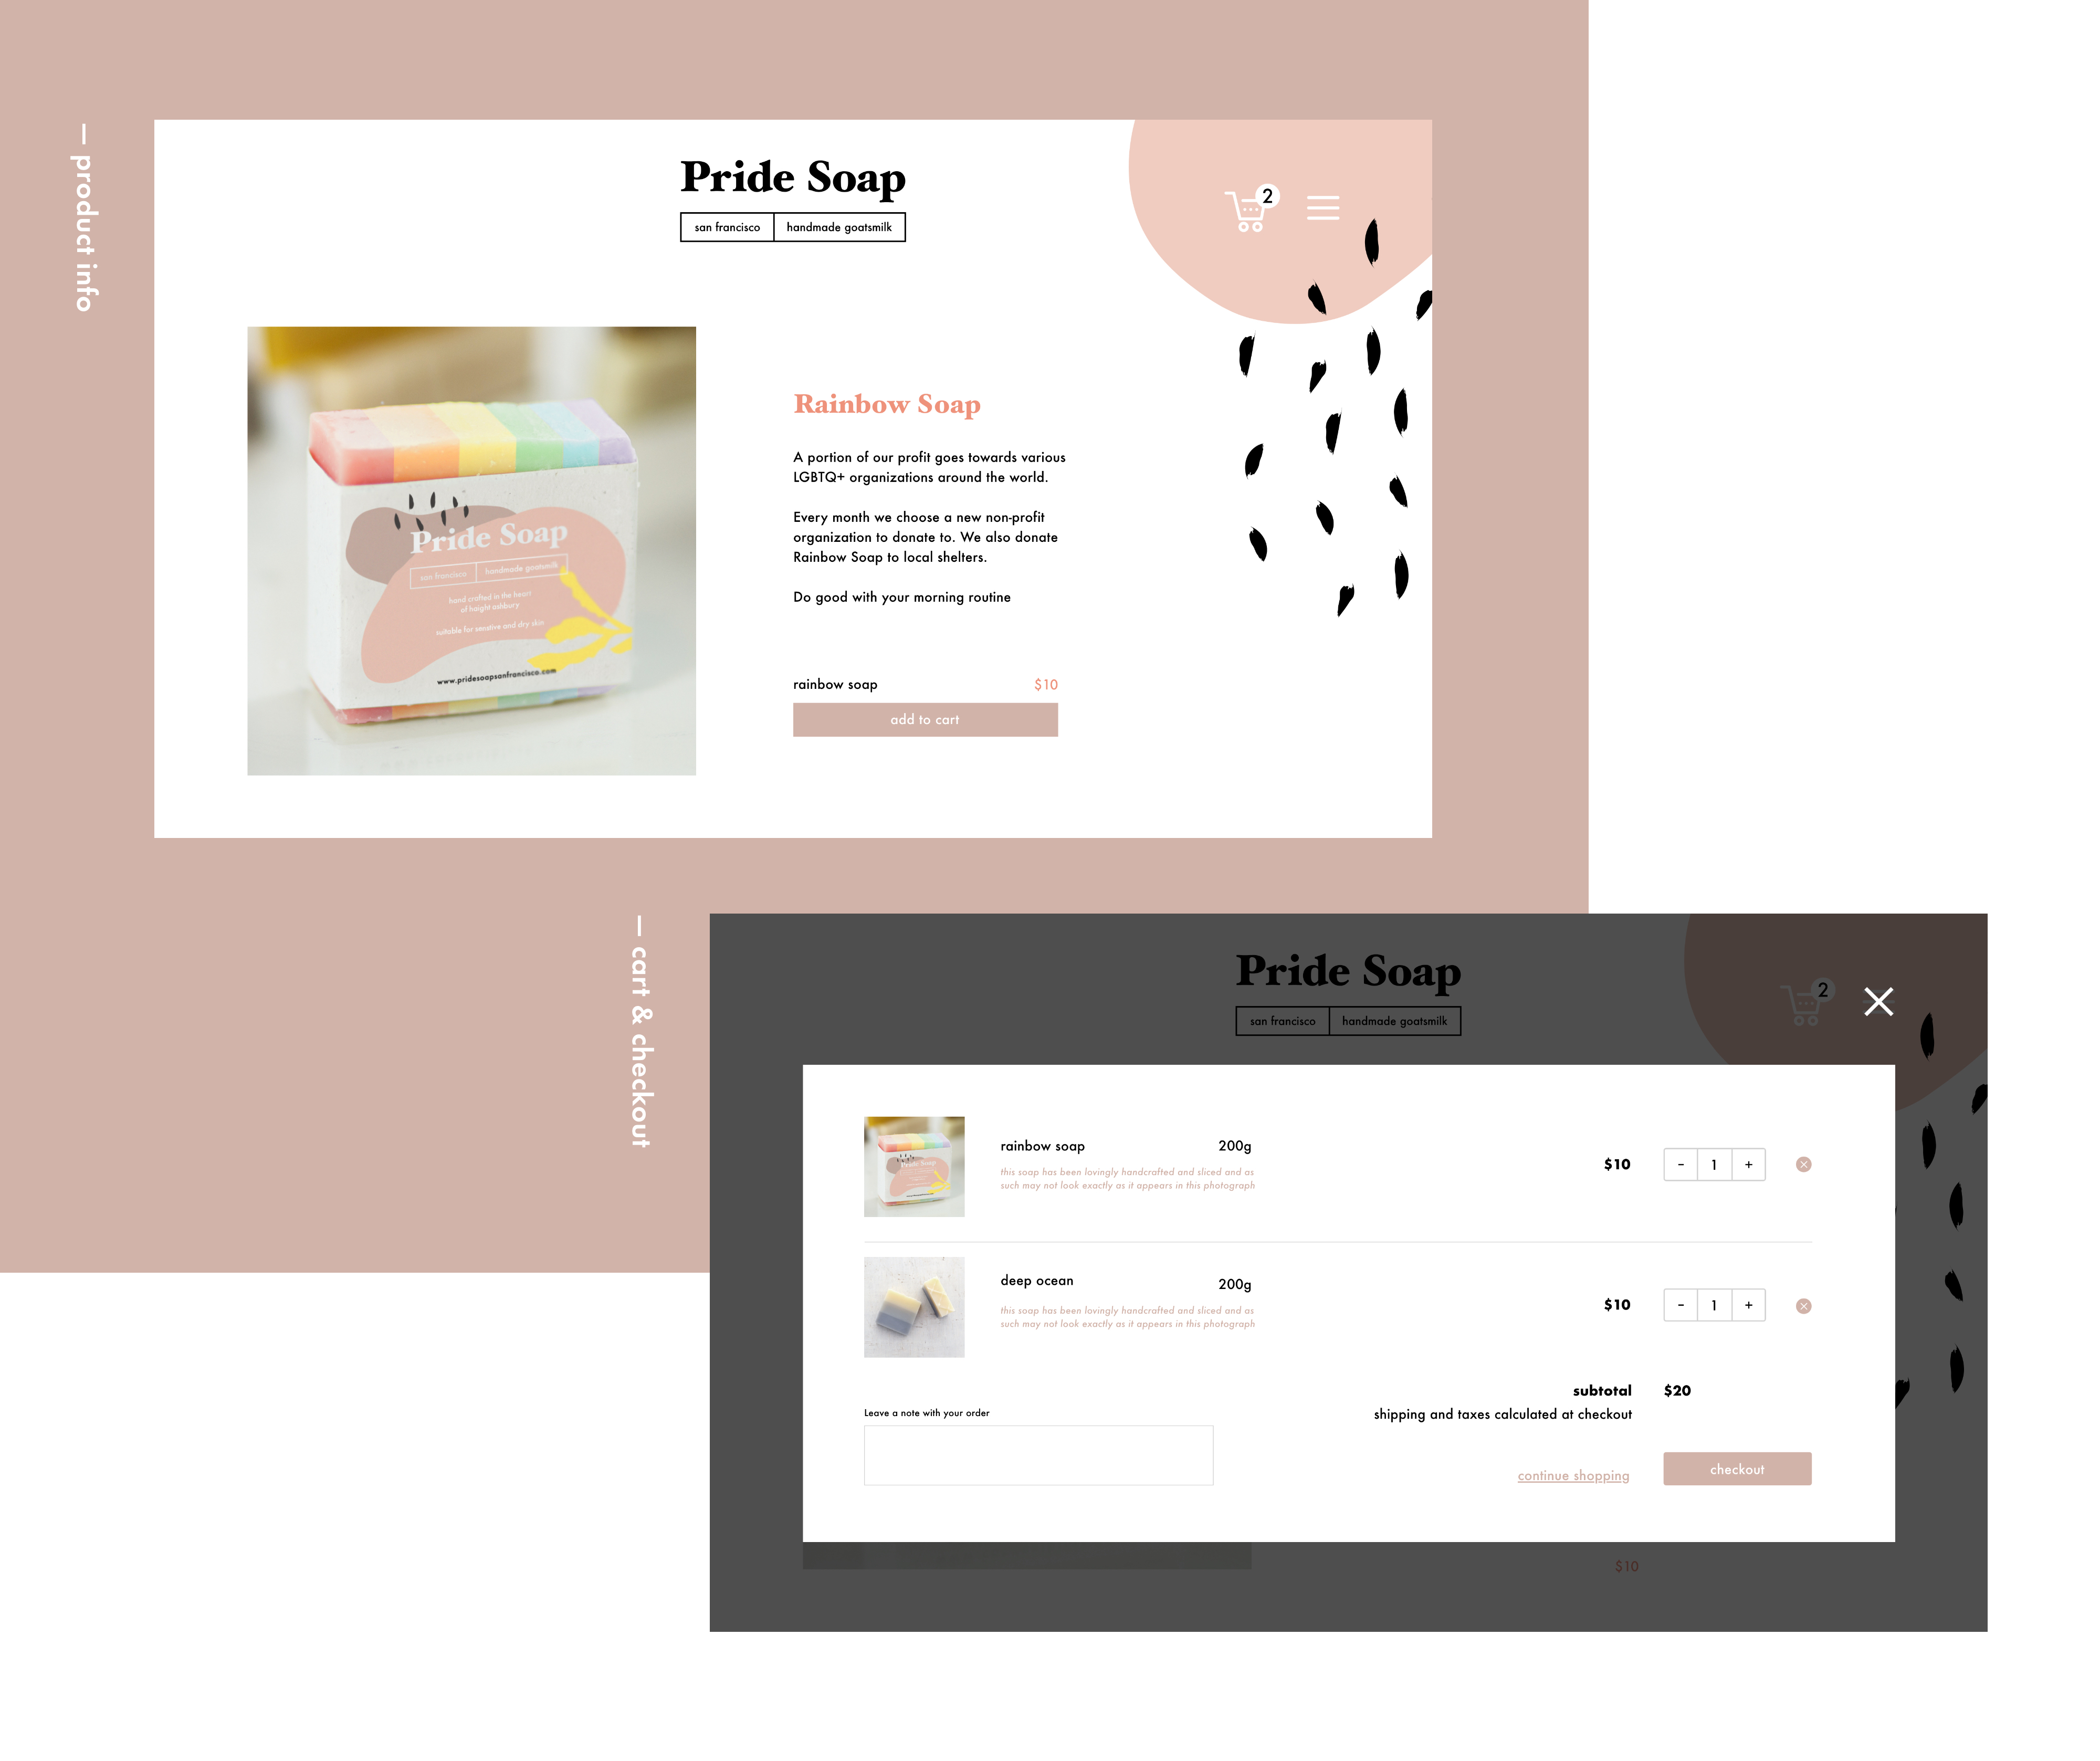 — product info
Pride Soap
san francisco
handmade goatsmilk
2
Pride Soap
san francisco
handmade goatsmilk
hand crafted in the heart
of haight ashbury
suitable for senstive and dry skin
www.pridesoapsanfrancisco.com
Rainbow Soap
A portion of our profit goes towards various
LGBTQ+ organizations around the world.
Every month we choose a new non-profit
organization to donate to. We also donate
Rainbow Soap to local shelters.
Do good with your morning routine
rainbow soap $10
add to cart
— cart & checkout
Pride Soap
san francisco
handmade goatsmilk
2
Pride Soap
rainbow soap 200g
this soap has been lovingly handcrafted and sliced and as
such may not look exactly as it appears in this photograph
$10 - 1 +
deep ocean 200g
this soap has been lovingly handcrafted and sliced and as
such may not look exactly as it appears in this photograph
$10 - 1 +
subtotal $20
shipping and taxes calculated at checkout
Leave a note with your order
continue shopping
checkout
$10